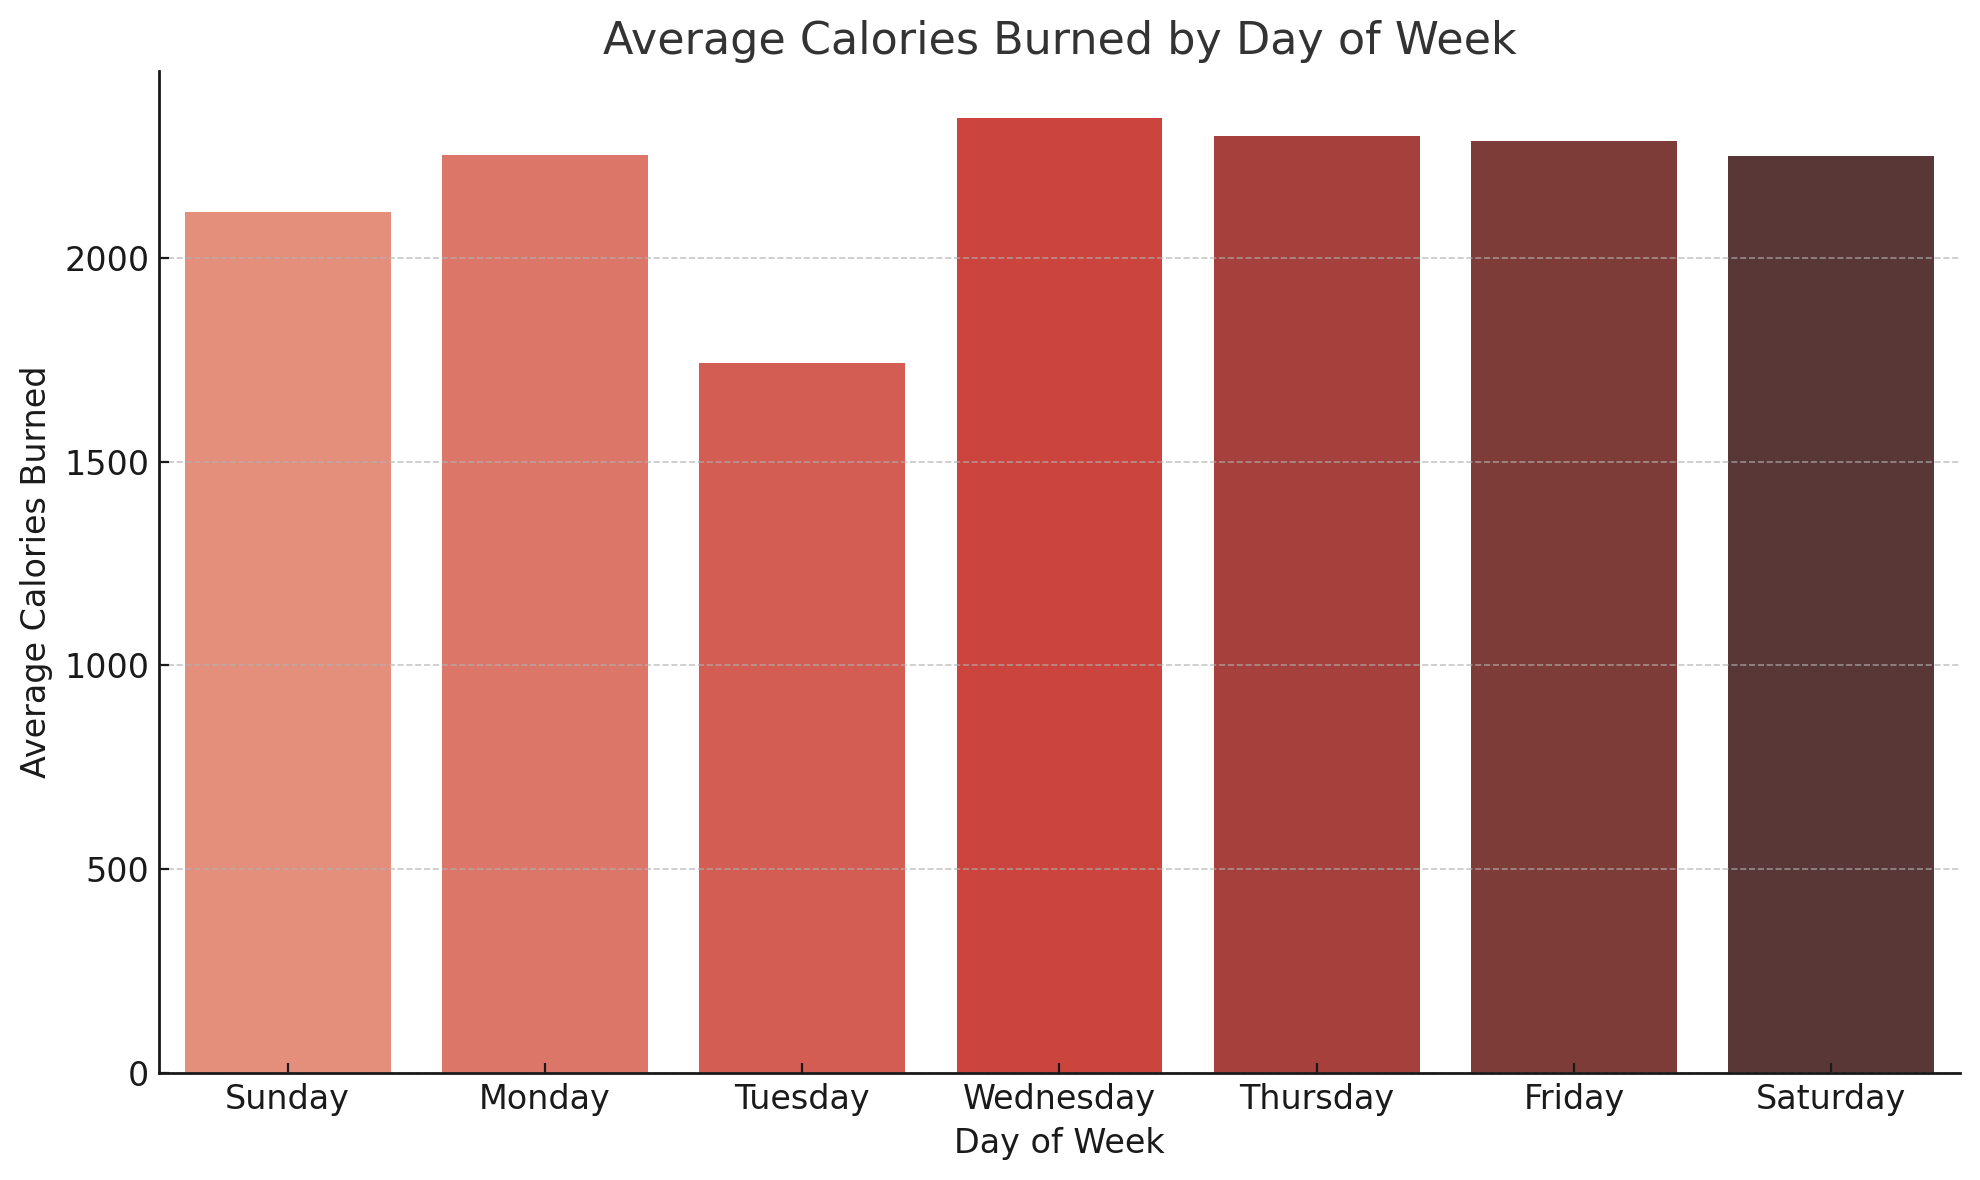 Average Calories Burned by Day of Week
Average Calories Burned
2000
1500
1000
500
0
Sunday Monday Tuesday Wednesday Thursday Friday Saturday
Day of Week